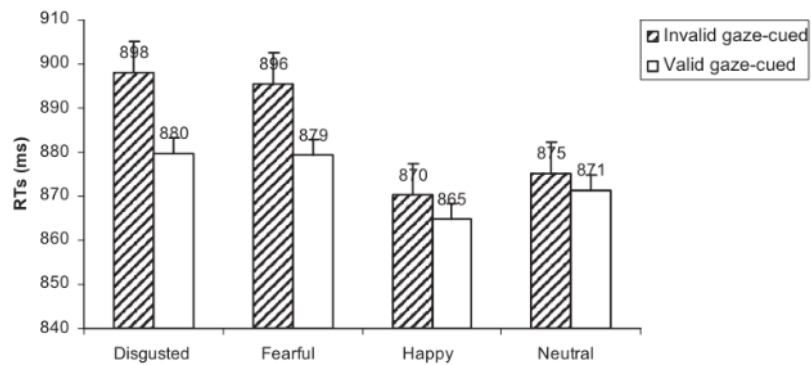 910
900
890
880
870
860
850
840
RTs (ms)
898
880
896
879
870
865
875
871
Disgusted
Fearful
Happy
Neutral
Invalid gaze-cued
Valid gaze-cued